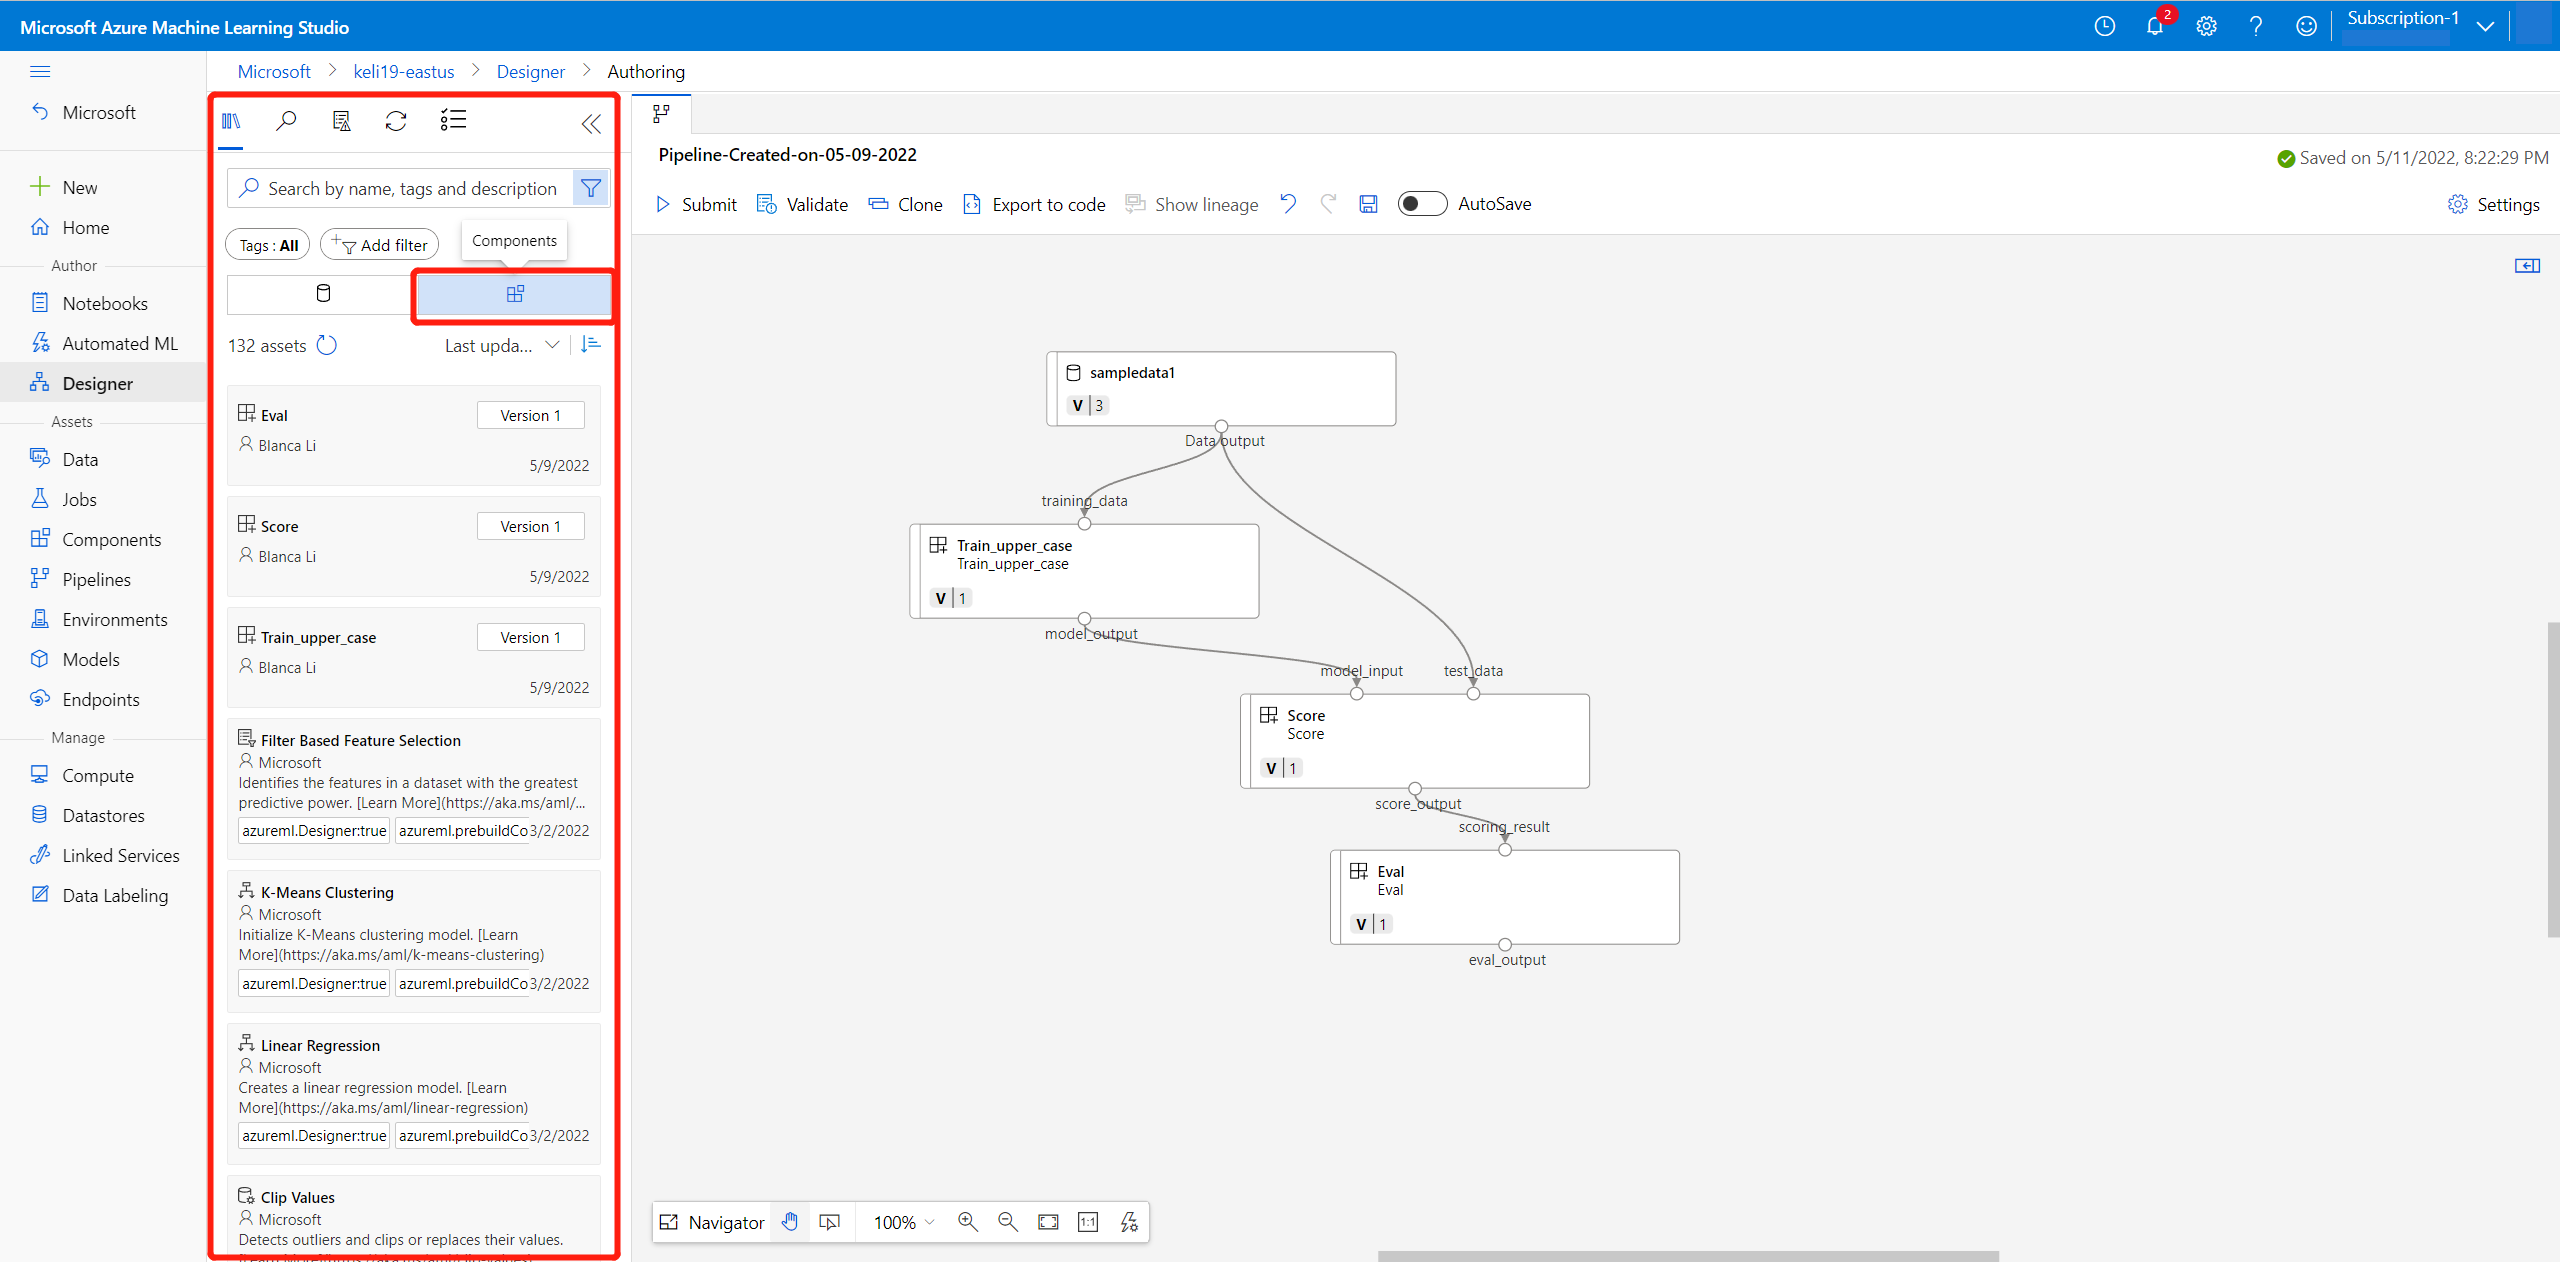 Microsoft Azure Machine Learning Studio
2
Subscription-1
Microsoft
New
Home
Author
Notebooks
Automated ML
Designer
Assets
Data
Jobs
Components
Pipelines
Environments
Models
Endpoints
Manage
Compute
Datastores
Linked Services
Data Labeling
Microsoft > keli19-eastus > Designer > Authoring
Search by name, tags and description
Tags : All
Add filter
Components
132 assets
Last upda...
Eval
Version 1
Blanca Li
5/9/2022
Score
Version 1
Blanca Li
5/9/2022
Train_upper_case
Version 1
Blanca Li
5/9/2022
Filter Based Feature Selection
Microsoft
Identifies the features in a dataset with the greatest
predictive power. [Learn More](https://aka.ms/aml/...
azureml.Designer:true azureml.prebuildCo 3/2/2022
K-Means Clustering
Microsoft
Initialize K-Means clustering model. [Learn
More](https://aka.ms/aml/k-means-clustering)
azureml.Designer:true azureml.prebuildCo 3/2/2022
Linear Regression
Microsoft
Creates a linear regression model. [Learn
More](https://aka.ms/aml/linear-regression)
azureml.Designer:true azureml.prebuildCo 3/2/2022
Clip Values
Microsoft
Detects outliers and clips or replaces their values.
Pipeline-Created-on-05-09-2022
Saved on 5/11/2022, 8:22:29 PM
Submit Validate Clone Export to code Show lineage AutoSave Settings
sampledata1
V 3
Data output
training_data
Train_upper_case
Train_upper_case
V 1
model_output
model_input test_data
Score
Score
V 1
score_output
scoring_result
Eval
Eval
V 1
eval_output
Navigator 100% 1:1